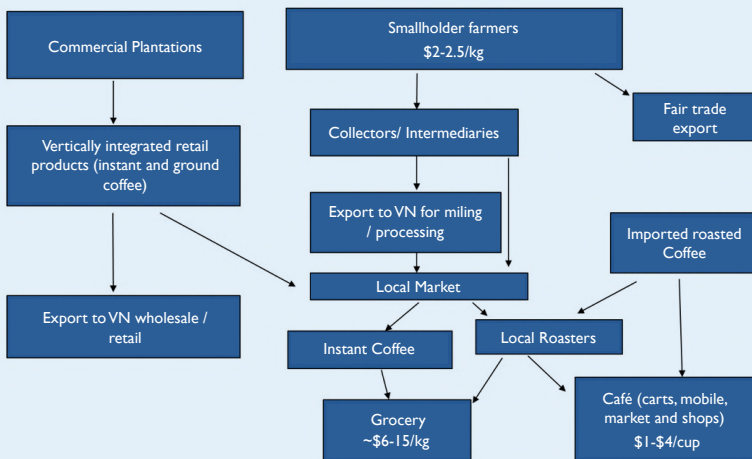 Commercial Plantations
Smallholder farmers
$2-2.5/kg
Fair trade
export
Collectors/ Intermediaries
Vertically integrated retail
products (instant and ground
coffee)
Export to VN for miling
/ processing
Imported roasted
Coffee
Local Market
Export to VN wholesale /
retail
Instant Coffee
Local Roasters
Grocery
~$6-15/kg
Café (carts, mobile,
market and shops)
$1-$4/cup